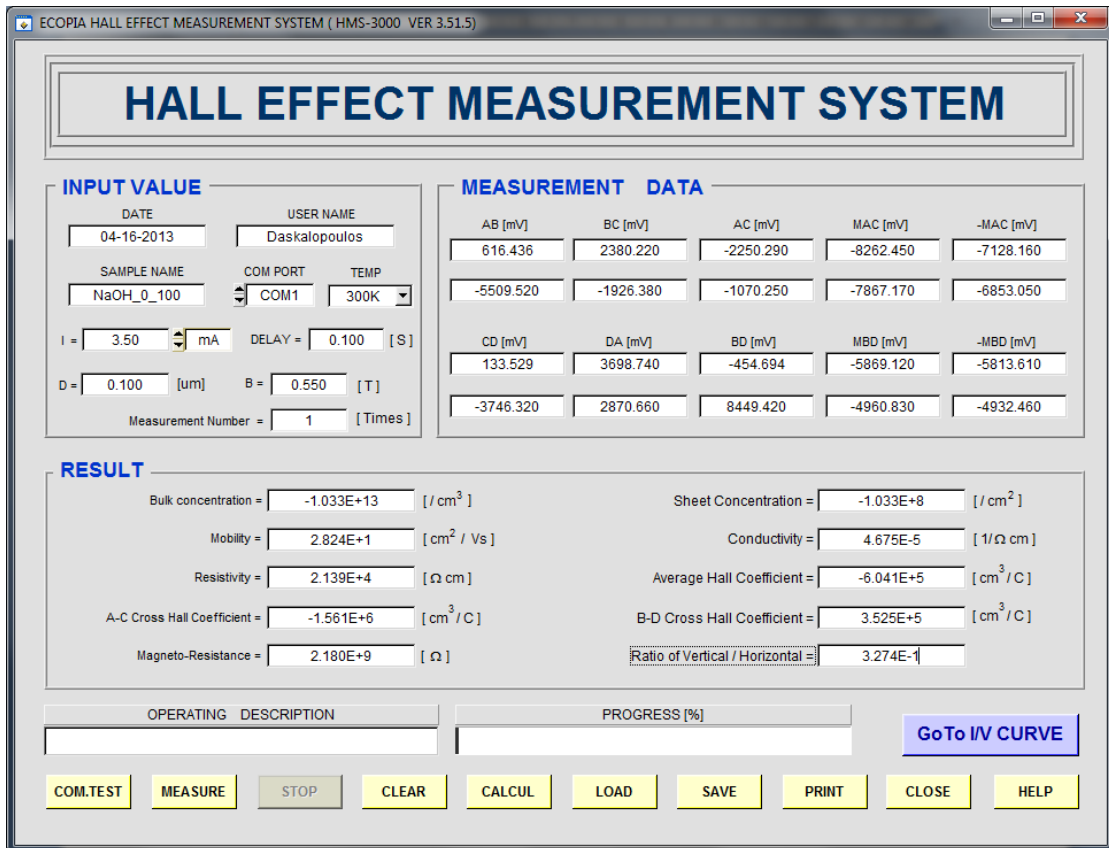 ECOPIA HALL EFFECT MEASUREMENT SYSTEM ( HMS-3000 VER 3.51.5)
HALL EFFECT MEASUREMENT SYSTEM
INPUT VALUE
DATE USER NAME
04-16-2013 Daskalopoulos
SAMPLE NAME COM PORT TEMP
NaOH_0_100 COM1 300K
I = 3.50 mA DELAY = 0.100 [ S ]
D = 0.100 [um] B = 0.550 [ T ]
Measurement Number = 1 [ Times ]
MEASUREMENT DATA
AB [mV] BC [mV] AC [mV] MAC [mV] -MAC [mV]
616.436 2380.220 -2250.290 -8262.450 -7128.160
-5509.520 -1926.380 -1070.250 -7867.170 -6853.050
CD [mV] DA [mV] BD [mV] MBD [mV] -MBD [mV]
133.529 3698.740 -454.694 -5869.120 -5813.610
-3746.320 2870.660 8449.420 -4960.830 -4932.460
RESULT
Bulk concentration = -1.033E+13 [ / cm³ ] Sheet Concentration = -1.033E+8 [ / cm² ]
Mobility = 2.824E+1 [ cm² / Vs ] Conductivity = 4.675E-5 [ 1/Ω cm ]
Resistivity = 2.139E+4 [ Ω cm ] Average Hall Coefficient = -6.041E+5 [ cm³ / C ]
A-C Cross Hall Coefficient = -1.561E+6 [ cm³ / C ] B-D Cross Hall Coefficient = 3.525E+5 [ cm³ / C ]
Magneto-Resistance = 2.180E+9 [ Ω ] Ratio of Vertical / Horizontal = 3.274E-1
OPERATING DESCRIPTION PROGRESS [%]
GoTo I/V CURVE
COM.TEST MEASURE STOP CLEAR CALCUL LOAD SAVE PRINT CLOSE HELP